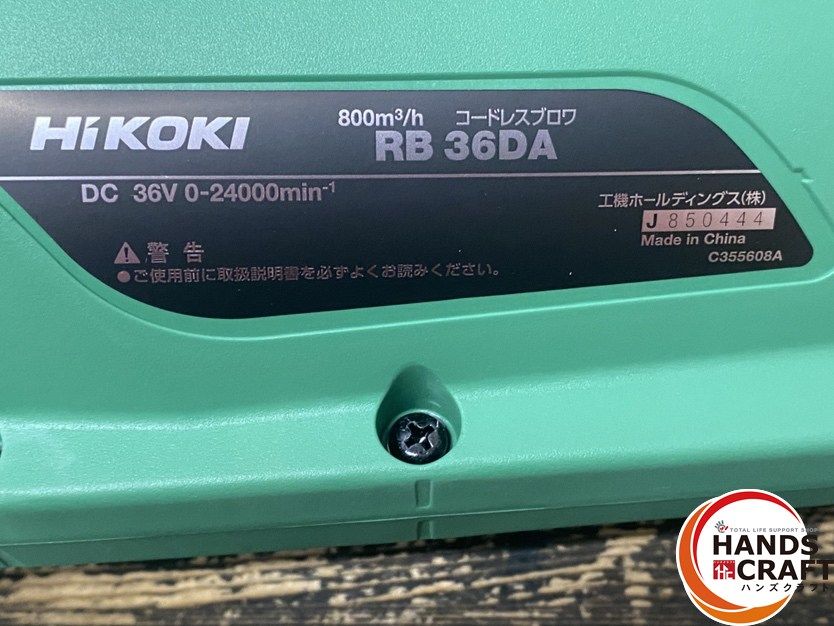 HiKOKI
800m³/h コードレスブロワ
RB 36DA
DC 36V 0-24000min⁻¹
工機ホールディングス(株)
J850444
Made in China
C355608A
警告
●ご使用前に取扱説明書を必ずよくお読みください。
TOTAL LIFE SUPPORT SHOP
HANDS
CRAFT
ハンズクラフト